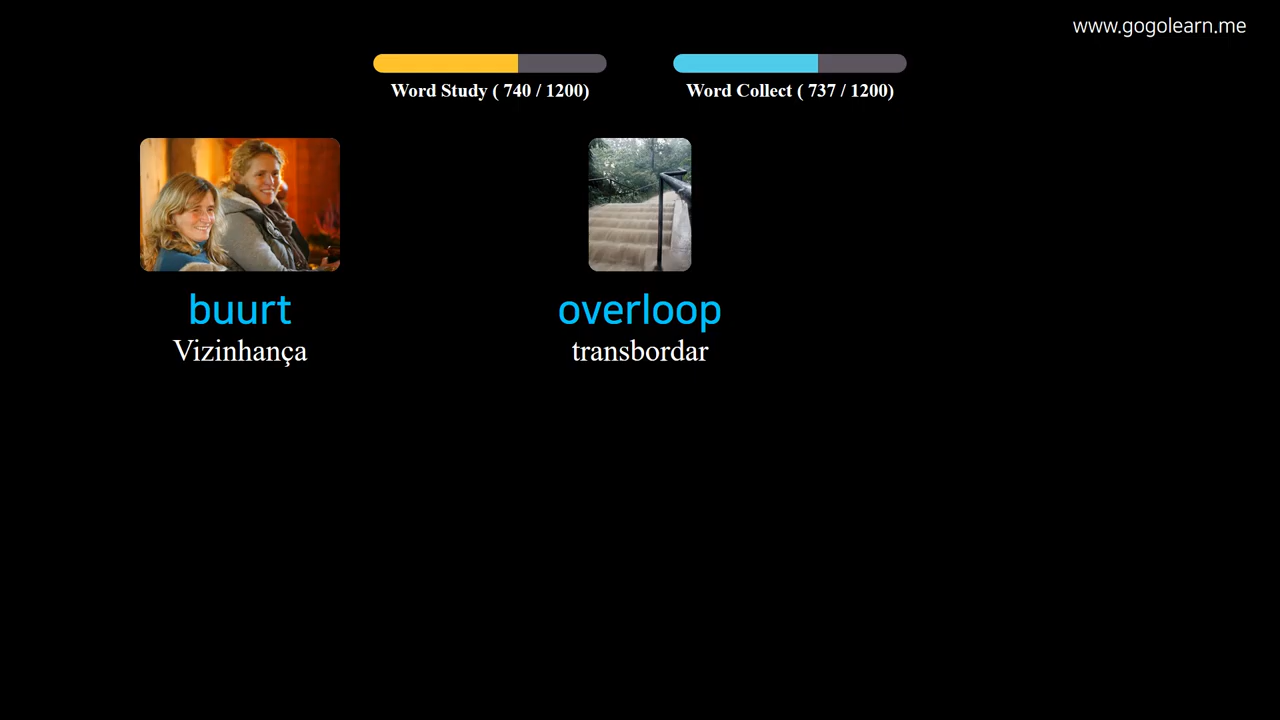 www.gogolearn.me
Word Study ( 740 / 1200)
Word Collect ( 737 / 1200)
buurt
Vizinhança
overloop
transbordar